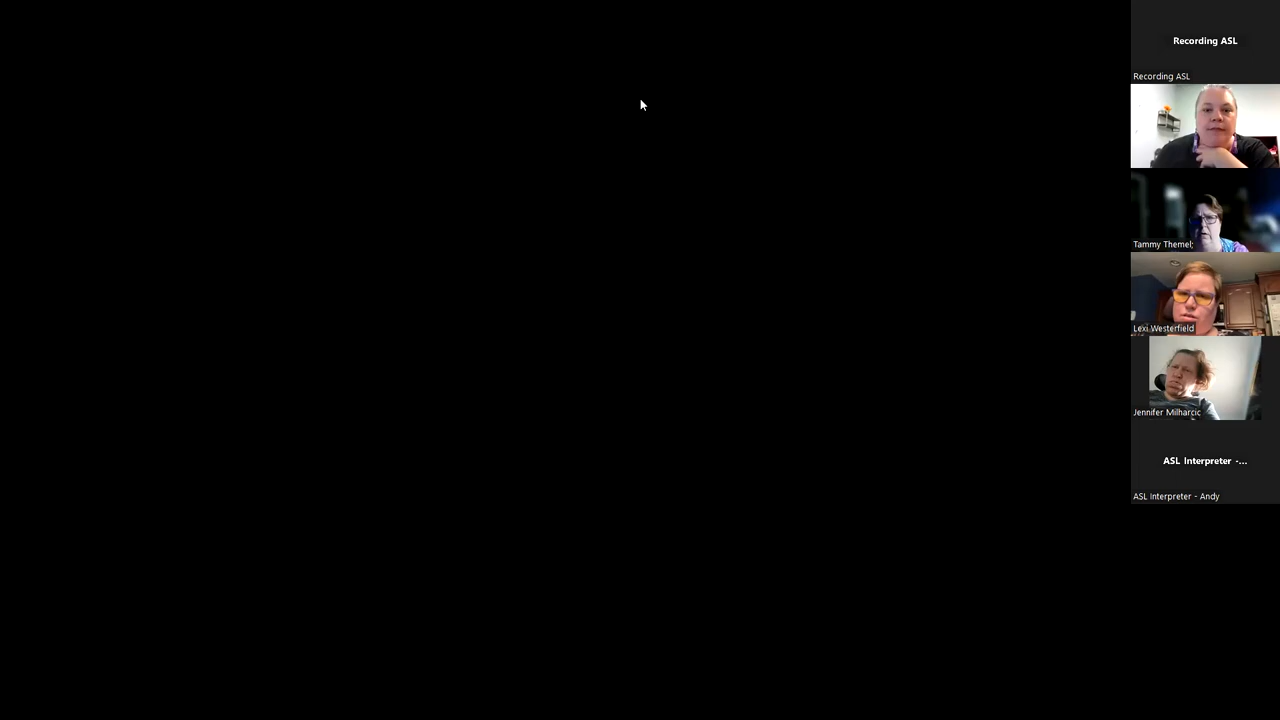 Recording ASL
Recording ASL
Tammy Themel;
Lexi Westerfield
Jennifer Milharcic
ASL Interpreter -...
ASL Interpreter - Andy